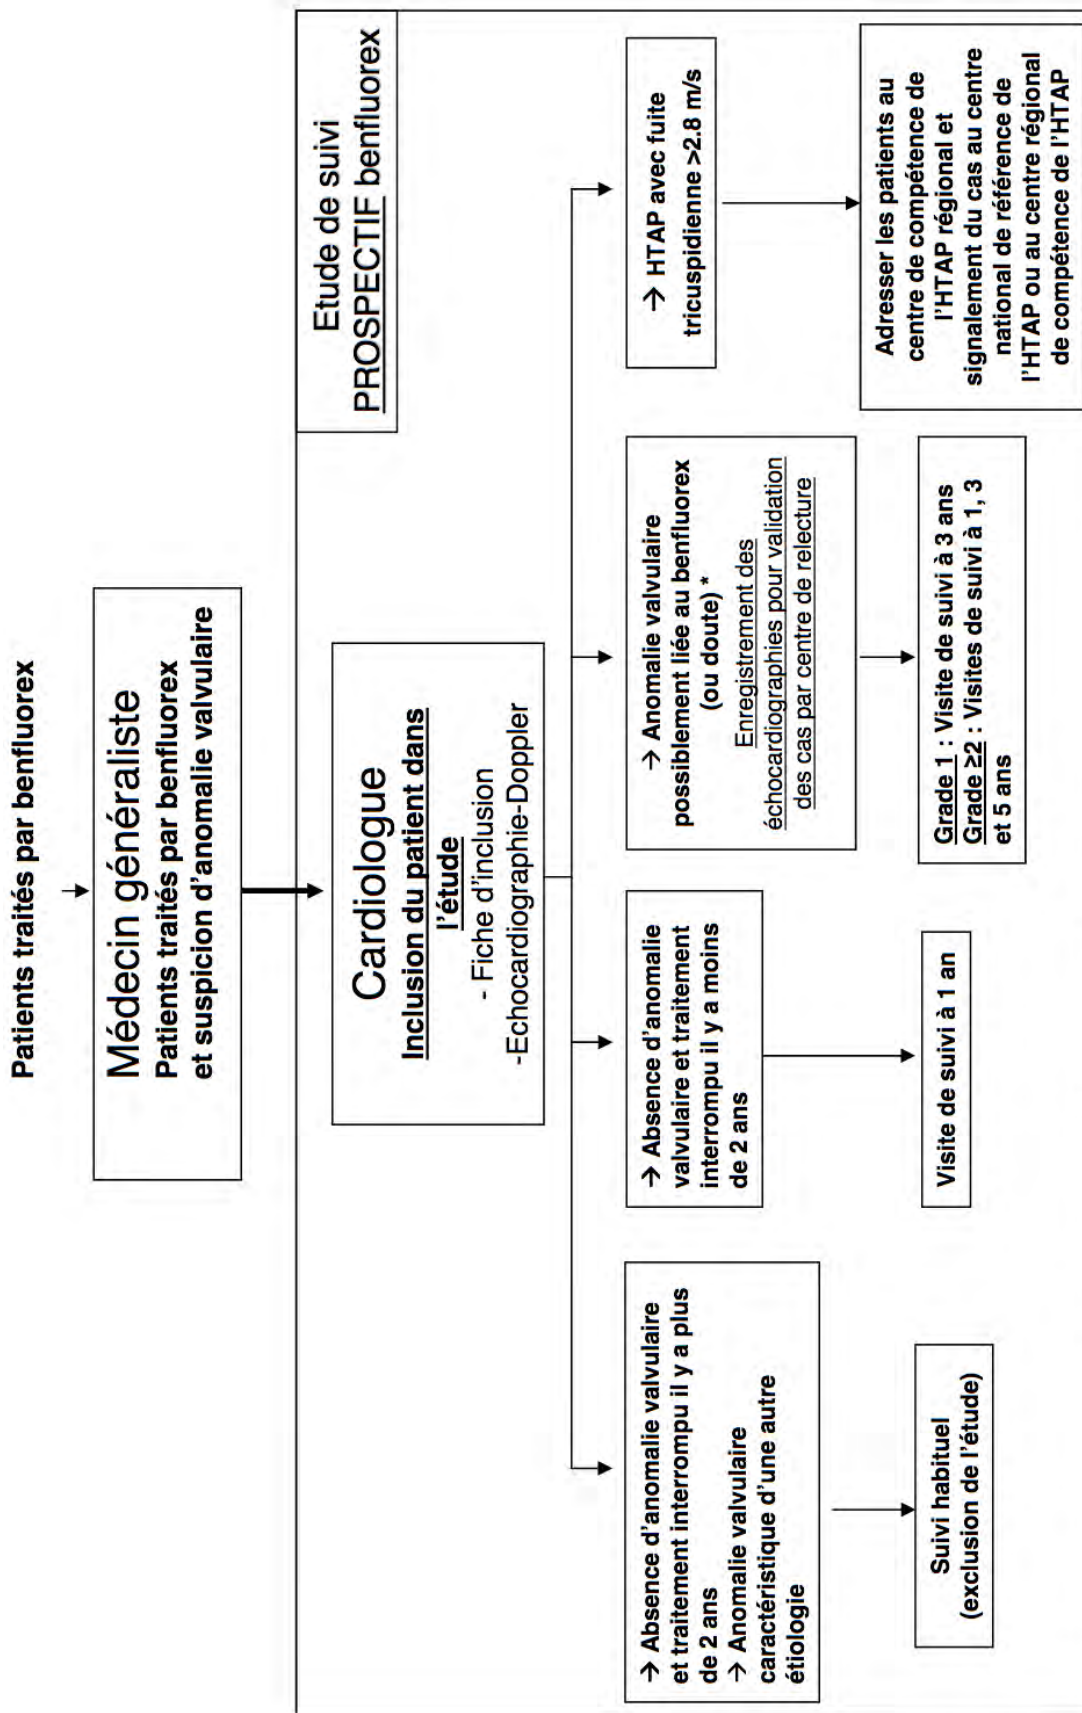 Patients traités par benfluorex
Médecin généraliste
Patients traités par benfluorex
et suspicion d'anomalie valvulaire
Etude de suivi
PROSPECTIF benfluorex
Cardiologue
Inclusion du patient dans
l'étude
- Fiche d'inclusion
-Echocardiographie-Doppler
→ Absence d'anomalie valvulaire
et traitement interrompu il y a plus
de 2 ans
→ Anomalie valvulaire
caractéristique d'une autre
étiologie
→ Absence d'anomalie
valvulaire et traitement
interrompu il y a moins
de 2 ans
→ Anomalie valvulaire
possiblement liée au benfluorex
(ou doute) *
Enregistrement des
échocardiographies pour validation
des cas par centre de relecture
→ HTAP avec fuite
tricuspidienne >2.8 m/s
Suivi habituel
(exclusion de l'étude)
Visite de suivi à 1 an
Grade 1 : Visite de suivi à 3 ans
Grade ≥2 : Visites de suivi à 1, 3
et 5 ans
Adresser les patients au
centre de compétence de
l'HTAP régional et
signalement du cas au centre
national de référence de
l'HTAP ou au centre régional
de compétence de l'HTAP